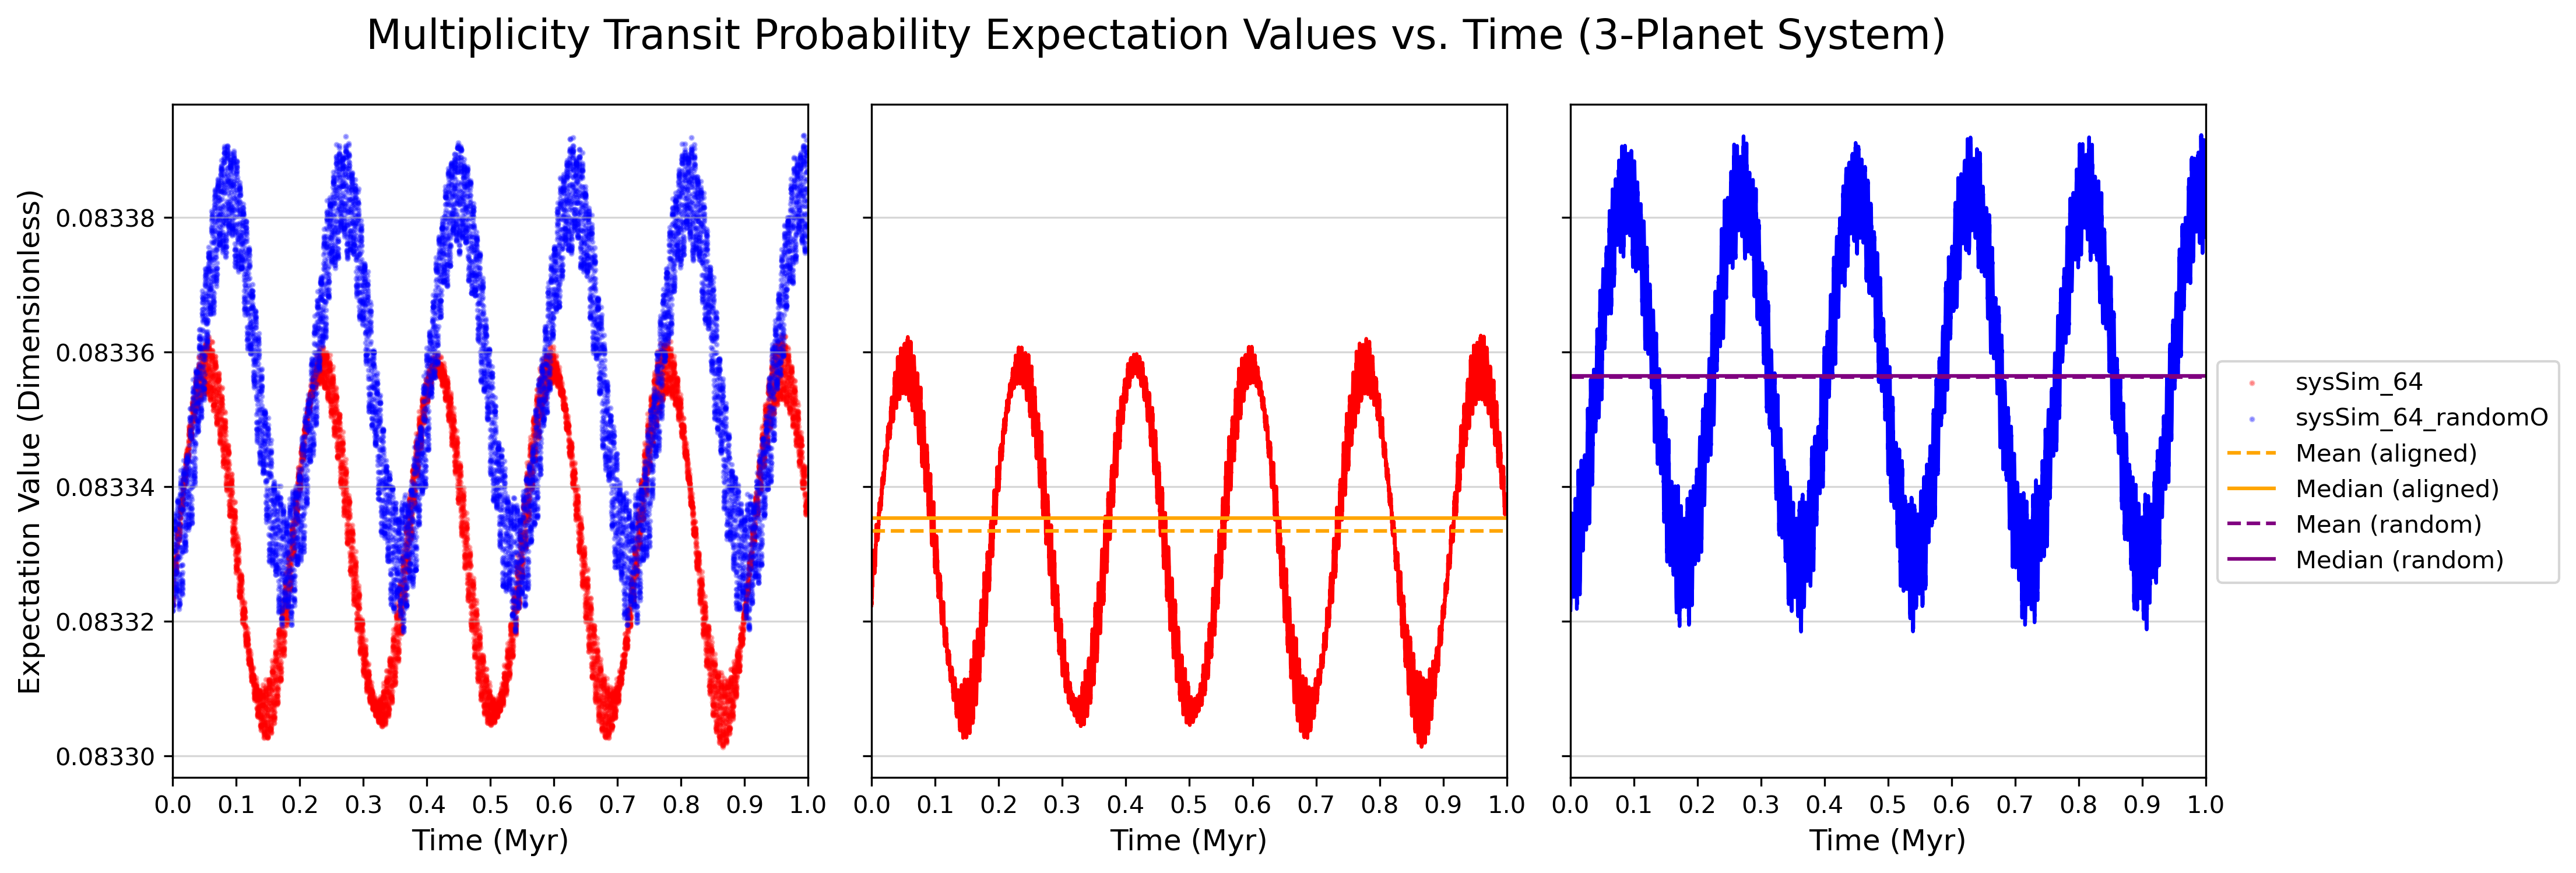 Multiplicity Transit Probability Expectation Values vs. Time (3-Planet System)
Expectation Value (Dimensionless)
0.08338
0.08336
0.08334
0.08332
0.08330
0.0 0.1 0.2 0.3 0.4 0.5 0.6 0.7 0.8 0.9 1.0
Time (Myr)
0.0 0.1 0.2 0.3 0.4 0.5 0.6 0.7 0.8 0.9 1.0
Time (Myr)
0.0 0.1 0.2 0.3 0.4 0.5 0.6 0.7 0.8 0.9 1.0
Time (Myr)
sysSim_64
sysSim_64_randomO
Mean (aligned)
Median (aligned)
Mean (random)
Median (random)